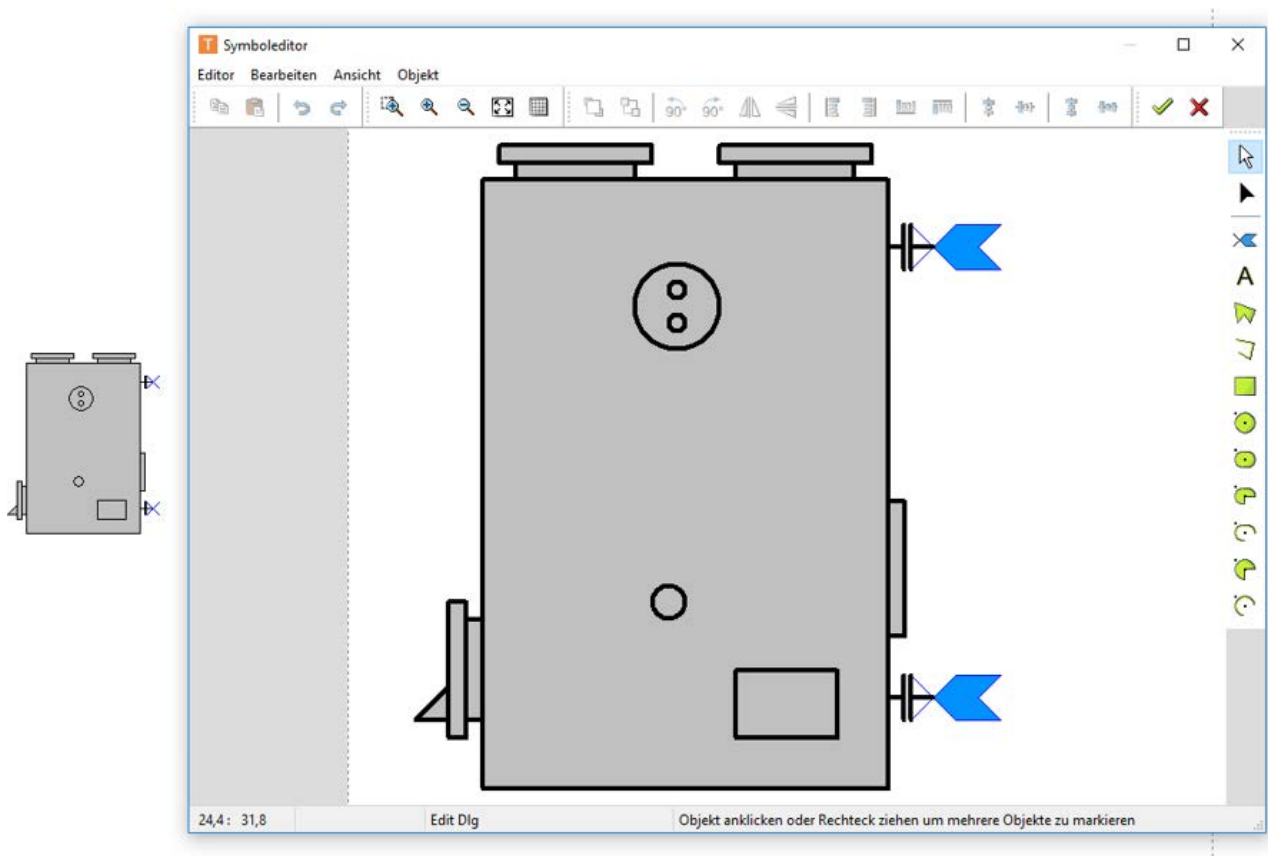 T Symboleditor
Editor Bearbeiten Ansicht Objekt
90° 90°
A
24,4 : 31,8 Edit Dlg Objekt anklicken oder Rechteck ziehen um mehrere Objekte zu markieren